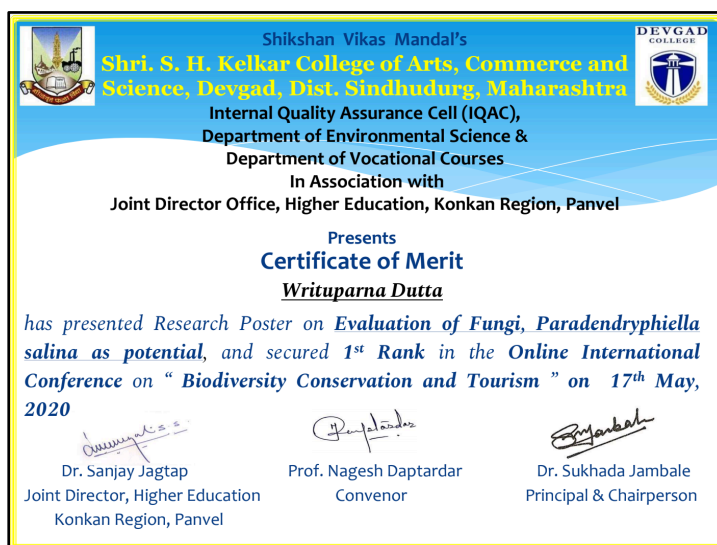 Shikshan Vikas Mandal's
DEVGAD
COLLEGE
Shri. S. H. Kelkar College of Arts, Commerce and
Science, Devgad, Dist. Sindhudurg, Maharashtra
Internal Quality Assurance Cell (IQAC),
Department of Environmental Science &
Department of Vocational Courses
In Association with
Joint Director Office, Higher Education, Konkan Region, Panvel
Presents
Certificate of Merit
Writuparna Dutta
has presented Research Poster on Evaluation of Fungi, Paradendryphiella
salina as potential, and secured 1st Rank in the Online International
Conference on “ Biodiversity Conservation and Tourism ” on 17th May,
2020
Dr. Sanjay Jagtap
Joint Director, Higher Education
Konkan Region, Panvel
Prof. Nagesh Daptardar
Convenor
Dr. Sukhada Jambale
Principal & Chairperson